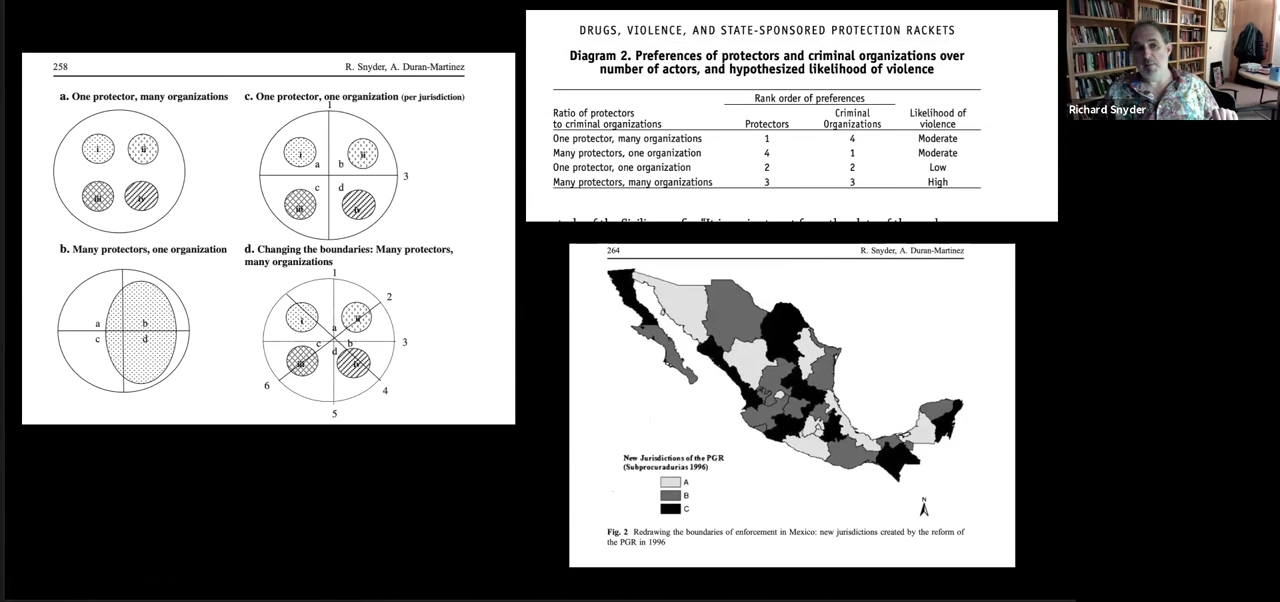 258 R. Snyder, A. Duran-Martinez
a. One protector, many organizations
i ii
iii iv
c. One protector, one organization (per jurisdiction)
1
i ii
a b
3
c d
iii iv
b. Many protectors, one organization
a b
c d
d. Changing the boundaries: Many protectors,
many organizations
1
2
i ii
a
3
c b
d
iii iv
6 4
5
DRUGS, VIOLENCE, AND STATE-SPONSORED PROTECTION RACKETS
Diagram 2. Preferences of protectors and criminal organizations over
number of actors, and hypothesized likelihood of violence
Rank order of preferences
Ratio of protectors Criminal Likelihood of
to criminal organizations Protectors Organizations violence
One protector, many organizations 1 4 Moderate
Many protectors, one organization 4 1 Moderate
One protector, one organization 2 2 Low
Many protectors, many organizations 3 3 High
264 R. Snyder, A. Duran-Martinez
New Jurisdictions of the PGR
(Subprocuradurias 1996)
A
B
C
N
Fig. 2 Redrawing the boundaries of enforcement in Mexico: new jurisdictions created by the reform of
the PGR in 1996
Richard Snyder